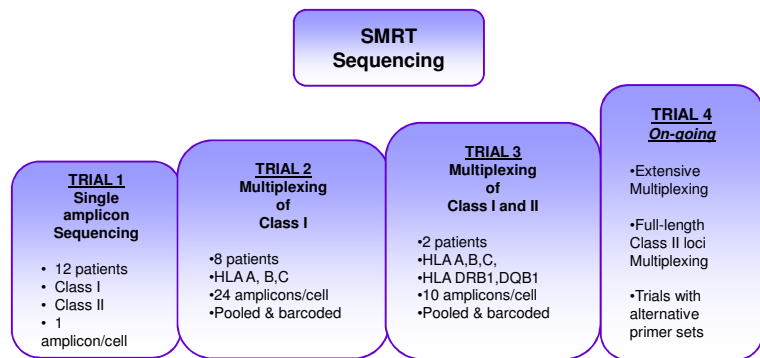 SMRT
Sequencing
TRIAL 1
Single
amplicon
Sequencing
• 12 patients
• Class I
• Class II
• 1
amplicon/cell
TRIAL 2
Multiplexing
of
Class I
•8 patients
•HLA A, B,C
•24 amplicons/cell
•Pooled & barcoded
TRIAL 3
Multiplexing
of
Class I and II
•2 patients
•HLA A,B,C,
•HLA DRB1,DQB1
•10 amplicons/cell
•Pooled & barcoded
TRIAL 4
On-going
•Extensive
Multiplexing
•Full-length
Class II loci
Multiplexing
•Trials with
alternative
primer sets